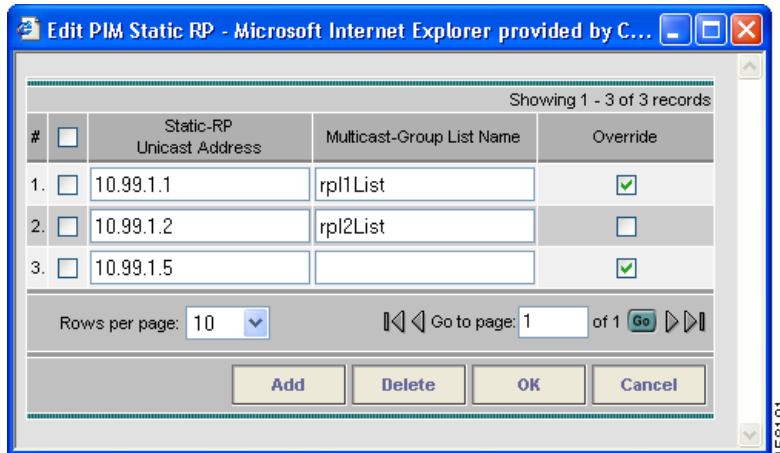 Edit PIM Static RP - Microsoft Internet Explorer provided by C...
Showing 1 - 3 of 3 records
# Static-RP Unicast Address Multicast-Group List Name Override
1. 10.99.1.1 rpl1List
2. 10.99.1.2 rpl2List
3. 10.99.1.5
Rows per page: 10 Go to page: 1 of 1 Go
Add Delete OK Cancel